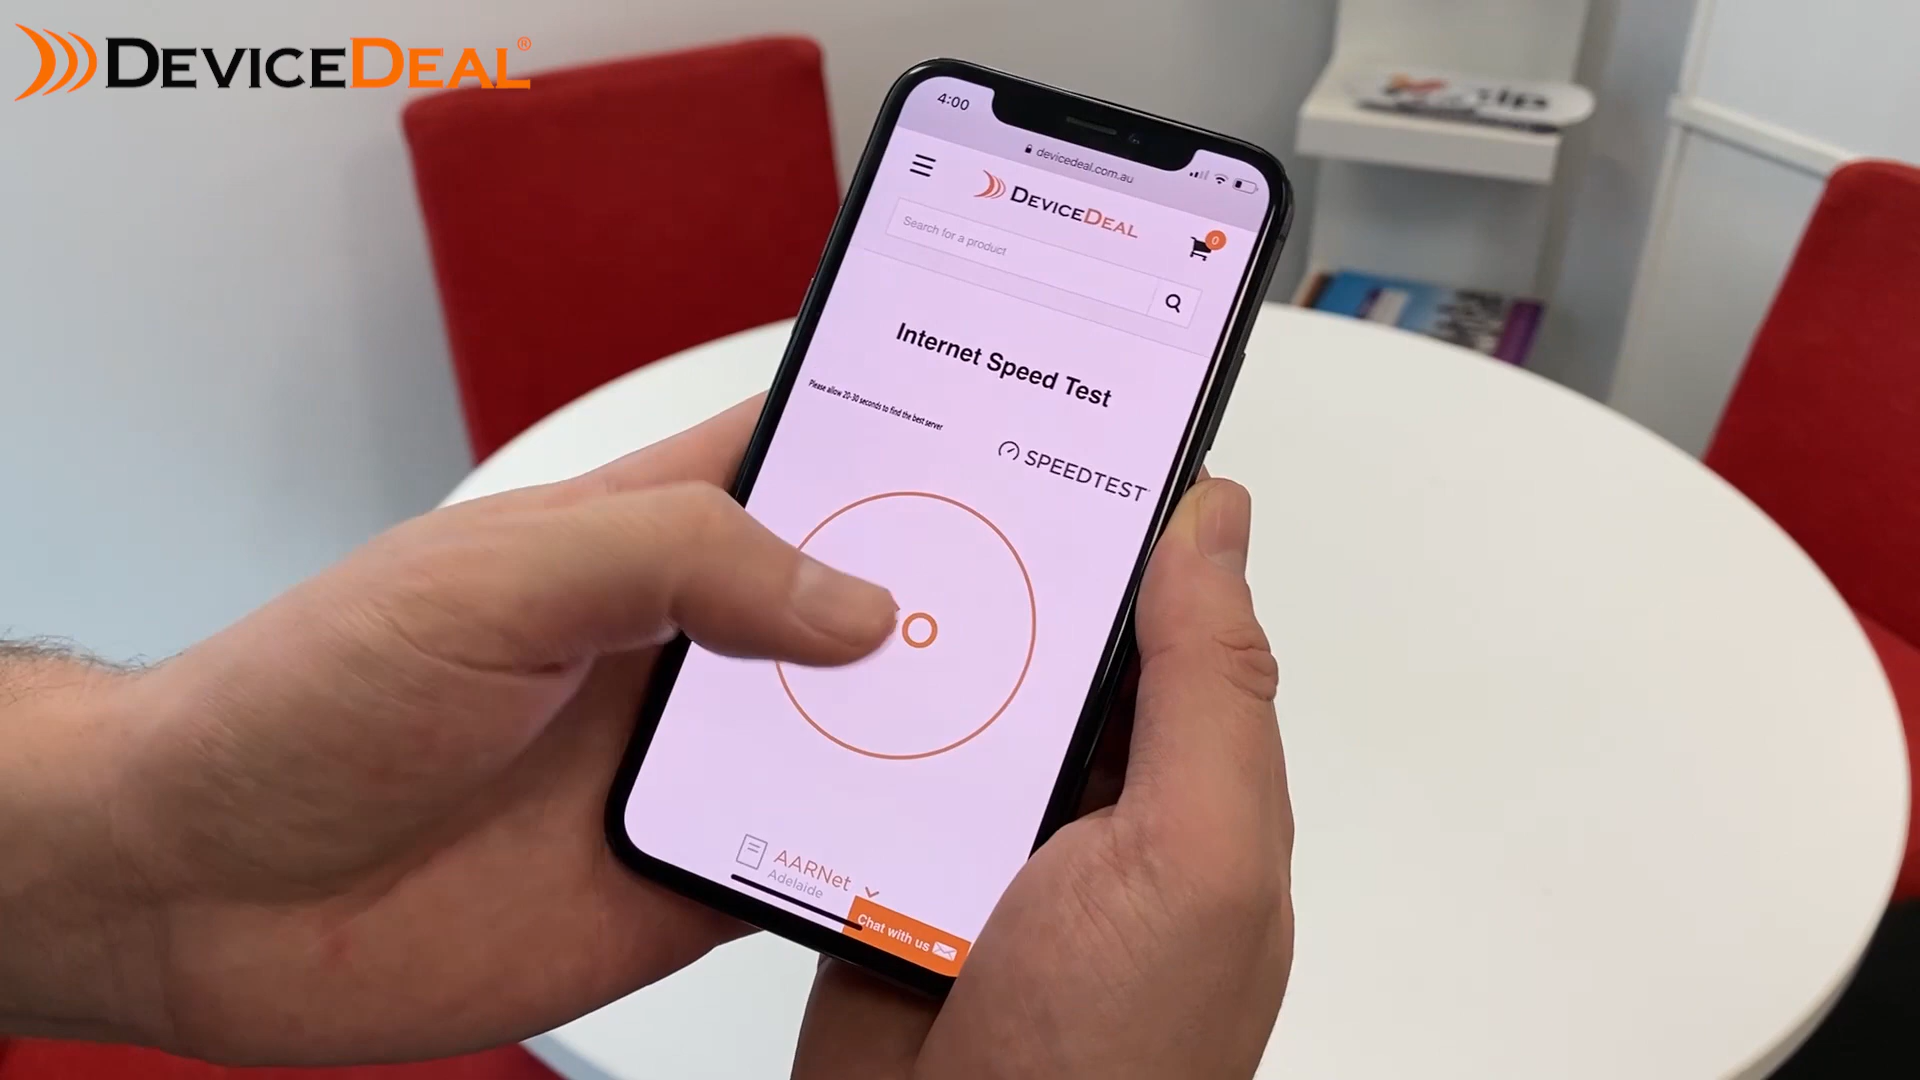 DEVICEDEAL®
4:00
devicedeal.com.au
DEVICEDEAL
0
Search for a product
Internet Speed Test
Please allow 20-30 seconds to find the best server
SPEEDTEST
O
AARNet
Adelaide
Chat with us